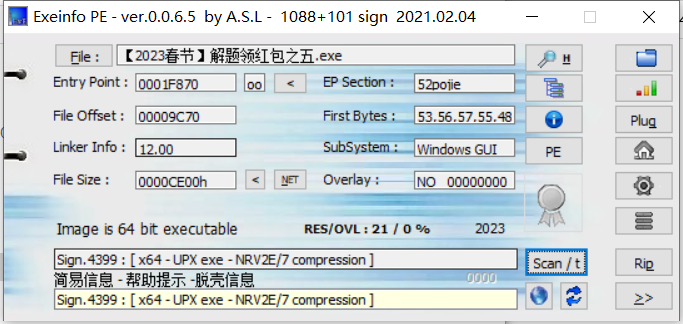 Exeinfo PE - ver.0.0.6.5 by A.S.L - 1088+101 sign 2021.02.04
File : 【2023春节】解题领红包之五.exe H
Entry Point : 0001F870 oo < EP Section : 52pojie
File Offset : 00009C70 First Bytes : 53.56.57.55.48 Plug
Linker Info : 12.00 SubSystem : Windows GUI PE
File Size : 0000CE00h < NET Overlay : NO 00000000
Image is 64 bit executable RES/OVL : 21 / 0 % 2023
Sign.4399 : [ x64 - UPX exe - NRV2E/7 compression ] Scan / t Rip
简易信息 - 帮助提示 -脱壳信息 0000
Sign.4399 : [ x64 - UPX exe - NRV2E/7 compression ] >>